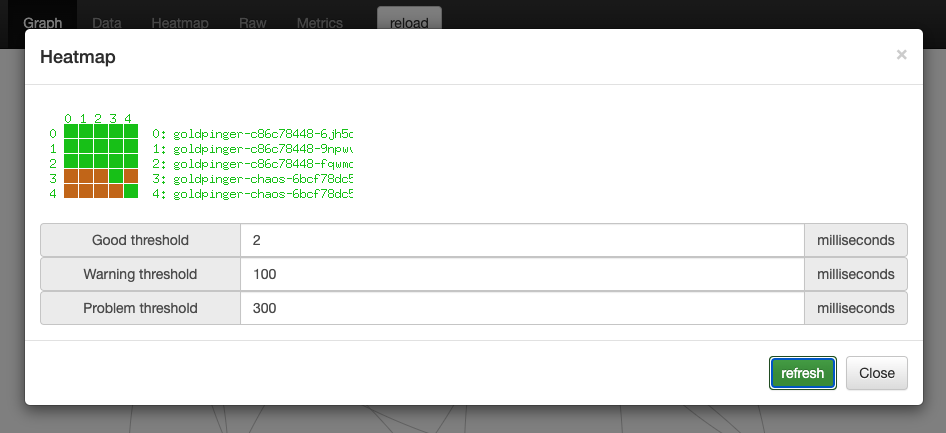 Graph Data Heatmap Raw Metrics reload
Heatmap ×
0 1 2 3 4
0 0: goldpinger-c86c78448-6jh5
1 1: goldpinger-c86c78448-9npw
2 2: goldpinger-c86c78448-fqwm
3 3: goldpinger-chaos-6bcf78dc5
4 4: goldpinger-chaos-6bcf78dc5
Good threshold 2 milliseconds
Warning threshold 100 milliseconds
Problem threshold 300 milliseconds
refresh Close